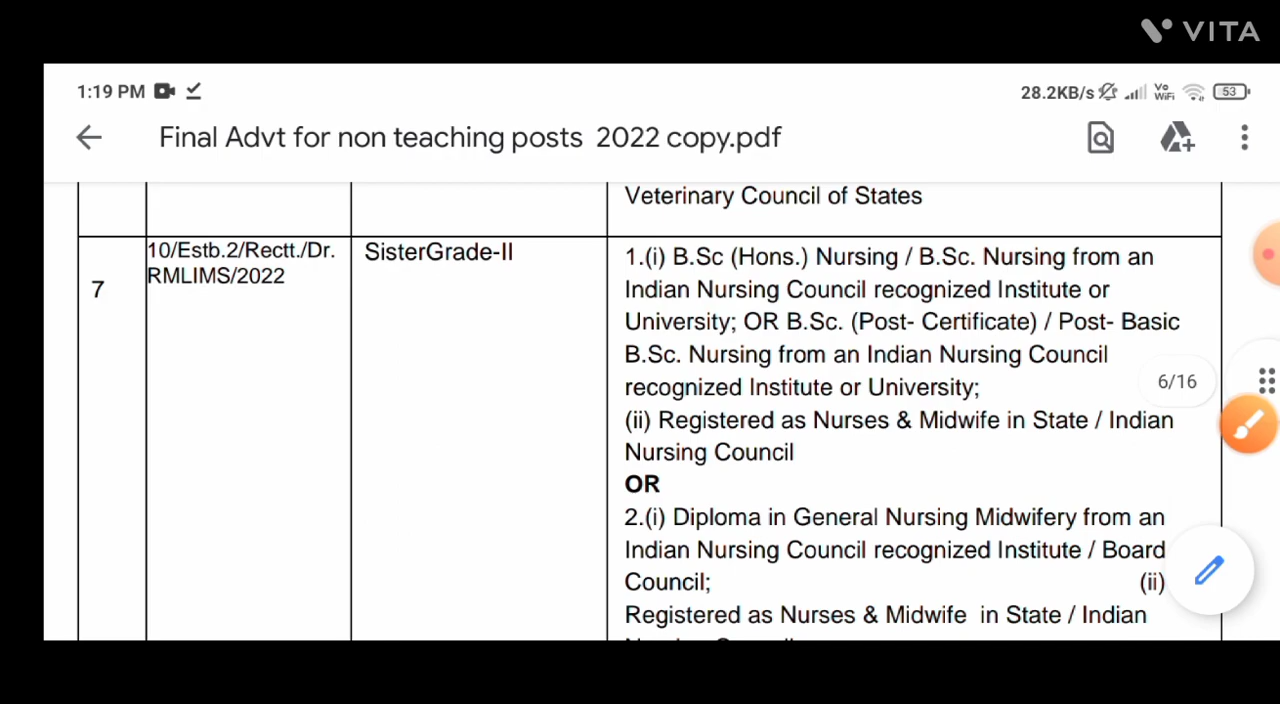 VITA
1:19 PM
28.2KB/s Vo WiFi 53
Final Advt for non teaching posts 2022 copy.pdf
Veterinary Council of States
7
10/Estb.2/Rectt./Dr.
RMLIMS/2022
SisterGrade-II
1.(i) B.Sc (Hons.) Nursing / B.Sc. Nursing from an
Indian Nursing Council recognized Institute or
University; OR B.Sc. (Post- Certificate) / Post- Basic
B.Sc. Nursing from an Indian Nursing Council
recognized Institute or University;
(ii) Registered as Nurses & Midwife in State / Indian
Nursing Council
OR
2.(i) Diploma in General Nursing Midwifery from an
Indian Nursing Council recognized Institute / Board
Council; (ii)
Registered as Nurses & Midwife in State / Indian
6/16